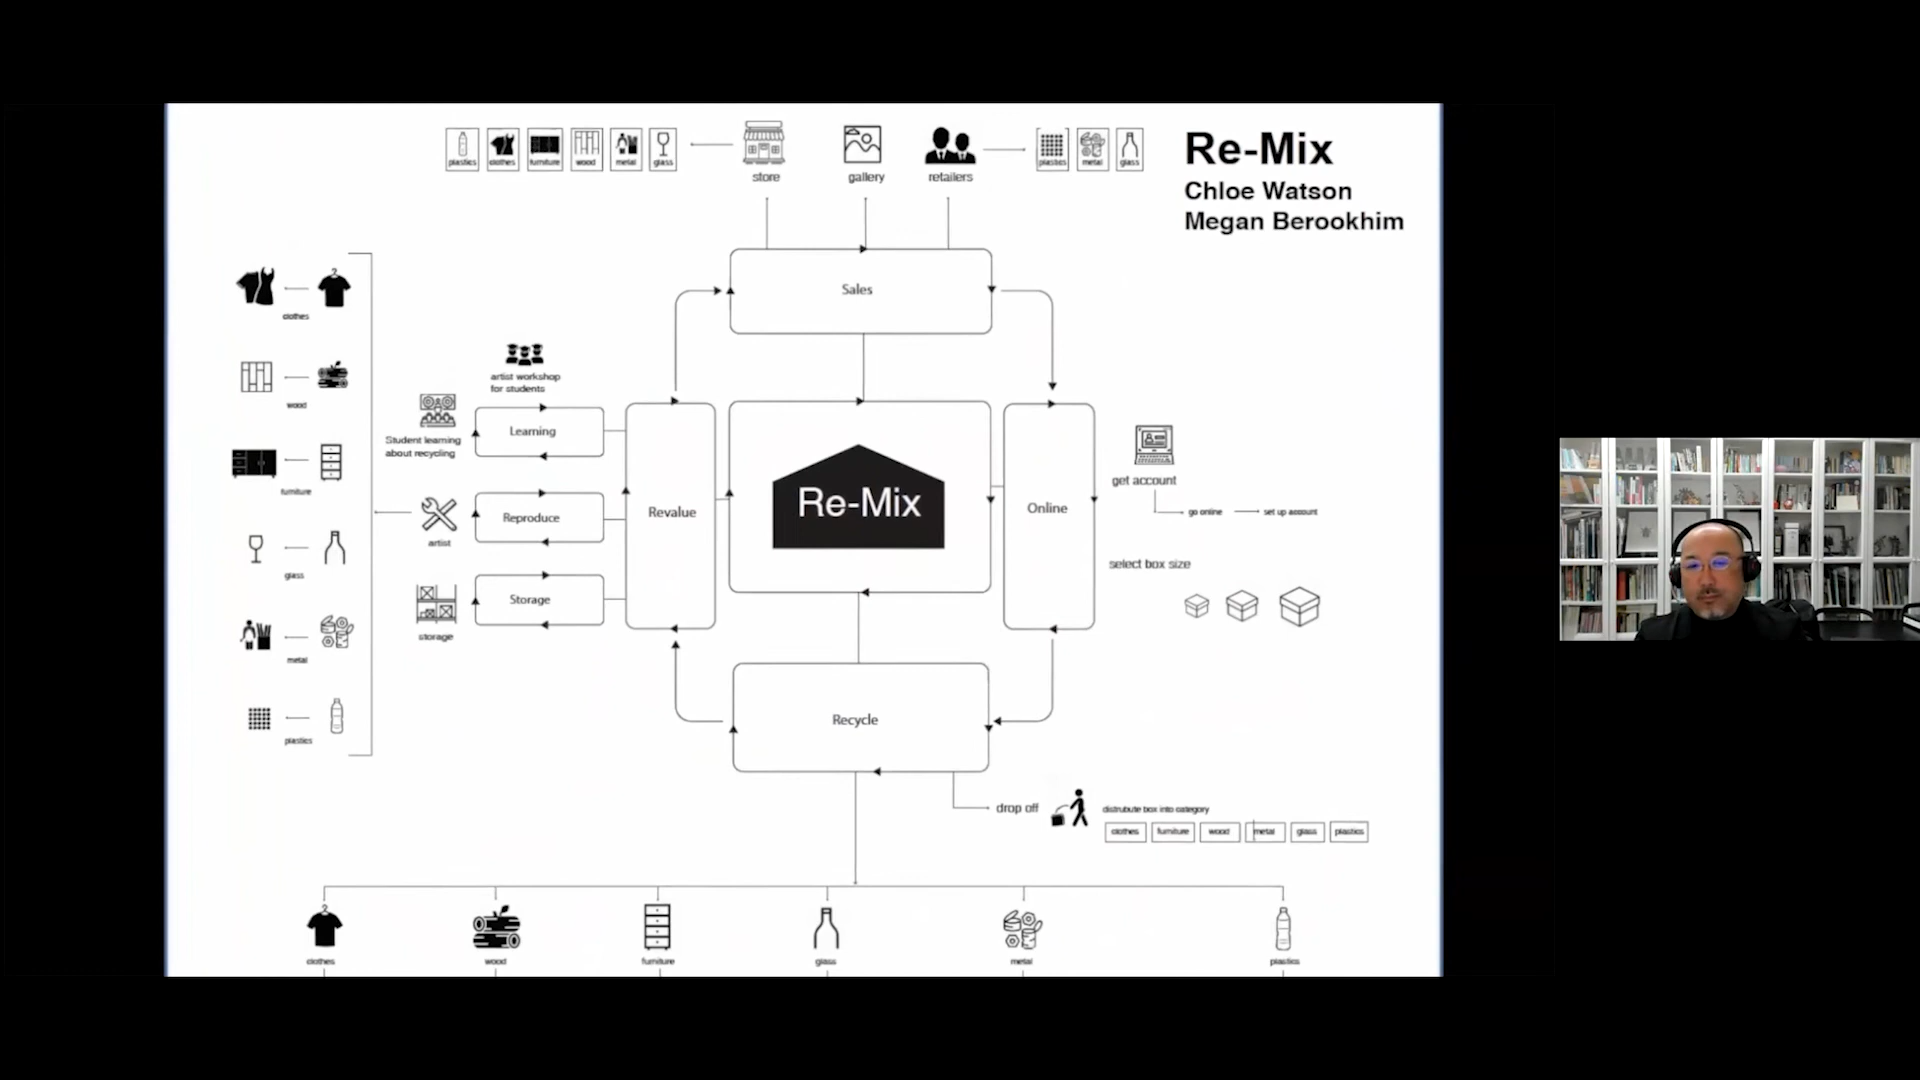 plastics clothes furniture wood metal glass
store
gallery
retailers
plastics metal glass
Re-Mix
Chloe Watson
Megan Berookhim
Sales
clothes
wood
furniture
glass
metal
plastics
artist workshop
for students
Student learning
about recycling
Learning
artist
Reproduce
storage
Storage
Revalue
Re-Mix
Online
get account
go online
set up account
select box size
Recycle
drop off
distrubute box into category
clothes furniture wood metal glass plastics
clothes
wood
furniture
glass
metal
plastics